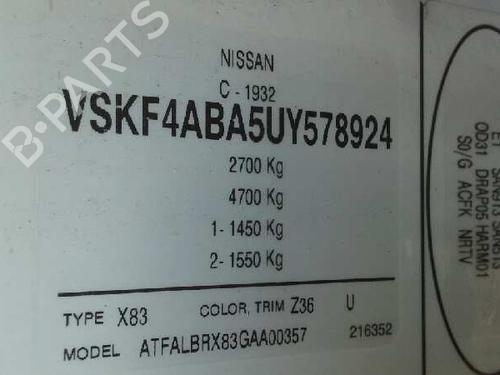 NISSAN
C - 1932
VSKF4ABA5UY578924
2700 Kg
4700 Kg
1- 1450 Kg
2- 1550 Kg
TYPE X83 COLOR, TRIM Z36 U
MODEL ATFALBRX83GAA00357 216352
OO31 DRAP05 HARM01
S0/G ACFK NRTV
B-PARTS